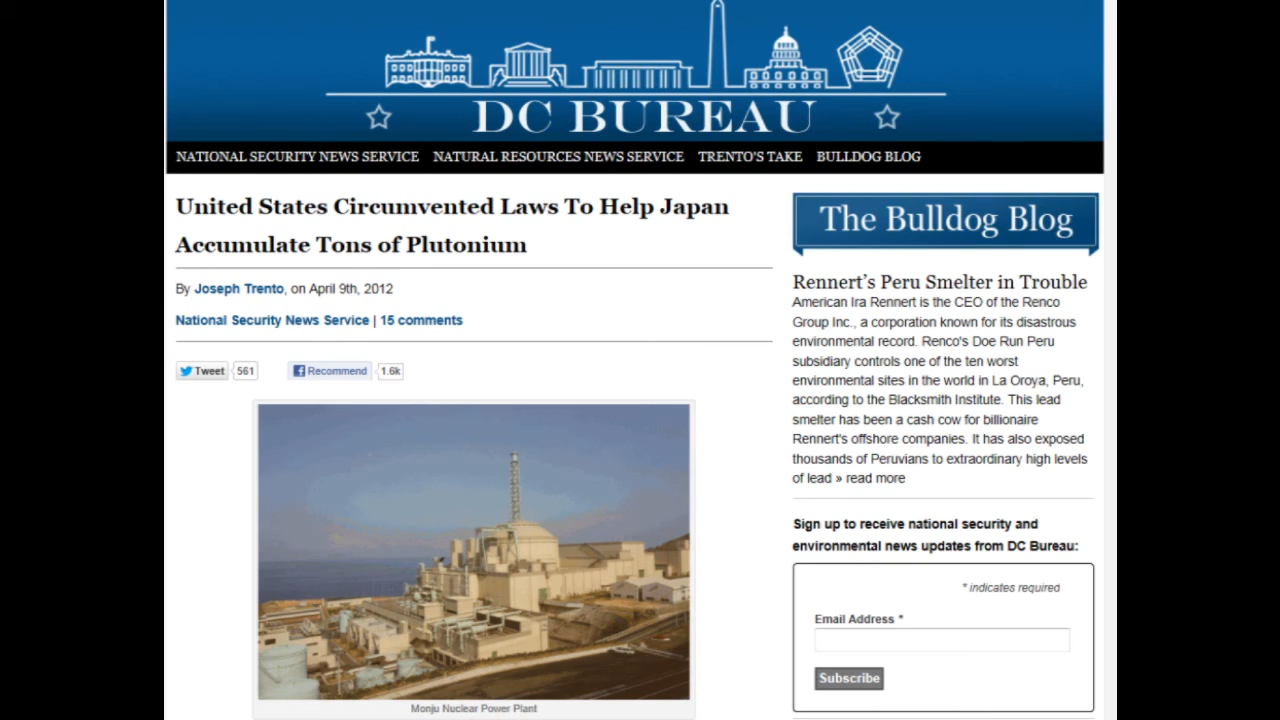 DC BUREAU
NATIONAL SECURITY NEWS SERVICE NATURAL RESOURCES NEWS SERVICE TRENTO'S TAKE BULLDOG BLOG
United States Circumvented Laws To Help Japan
Accumulate Tons of Plutonium
By Joseph Trento, on April 9th, 2012
National Security News Service | 15 comments
Tweet 561 Recommend 1.6k
Monju Nuclear Power Plant
The Bulldog Blog
Rennert's Peru Smelter in Trouble
American Ira Rennert is the CEO of the Renco
Group Inc., a corporation known for its disastrous
environmental record. Renco's Doe Run Peru
subsidiary controls one of the ten worst
environmental sites in the world in La Oroya, Peru,
according to the Blacksmith Institute. This lead
smelter has been a cash cow for billionaire
Rennert's offshore companies. It has also exposed
thousands of Peruvians to extraordinary high levels
of lead » read more
Sign up to receive national security and
environmental news updates from DC Bureau:
* indicates required
Email Address *
Subscribe